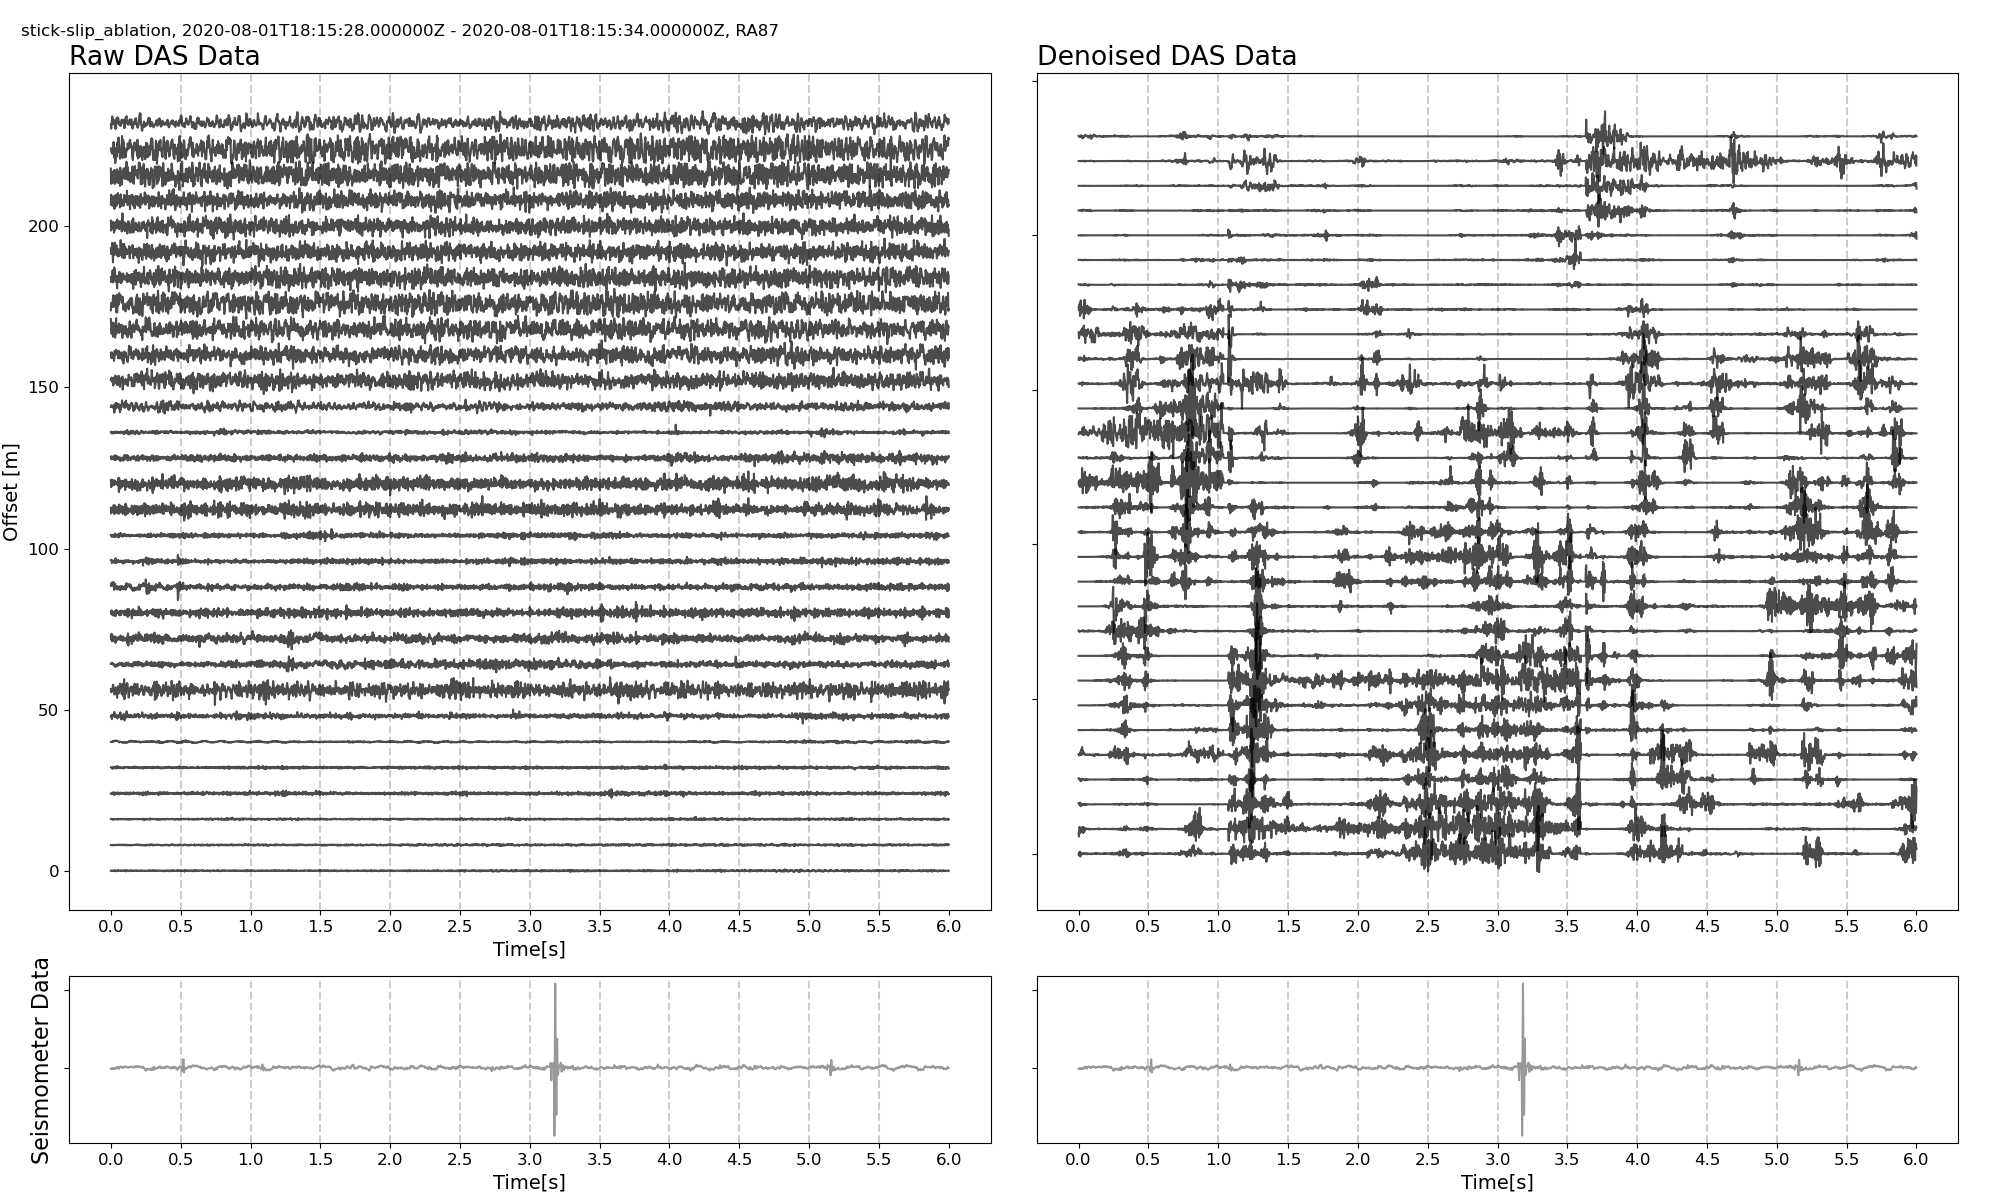 stick-slip_ablation, 2020-08-01T18:15:28.000000Z - 2020-08-01T18:15:34.000000Z, RA87
Raw DAS Data
Denoised DAS Data
Offset [m]
200
150
100
50
0
0.0 0.5 1.0 1.5 2.0 2.5 3.0 3.5 4.0 4.5 5.0 5.5 6.0
Time[s]
0.0 0.5 1.0 1.5 2.0 2.5 3.0 3.5 4.0 4.5 5.0 5.5 6.0
Seismometer Data
0.0 0.5 1.0 1.5 2.0 2.5 3.0 3.5 4.0 4.5 5.0 5.5 6.0
Time[s]
0.0 0.5 1.0 1.5 2.0 2.5 3.0 3.5 4.0 4.5 5.0 5.5 6.0
Time[s]